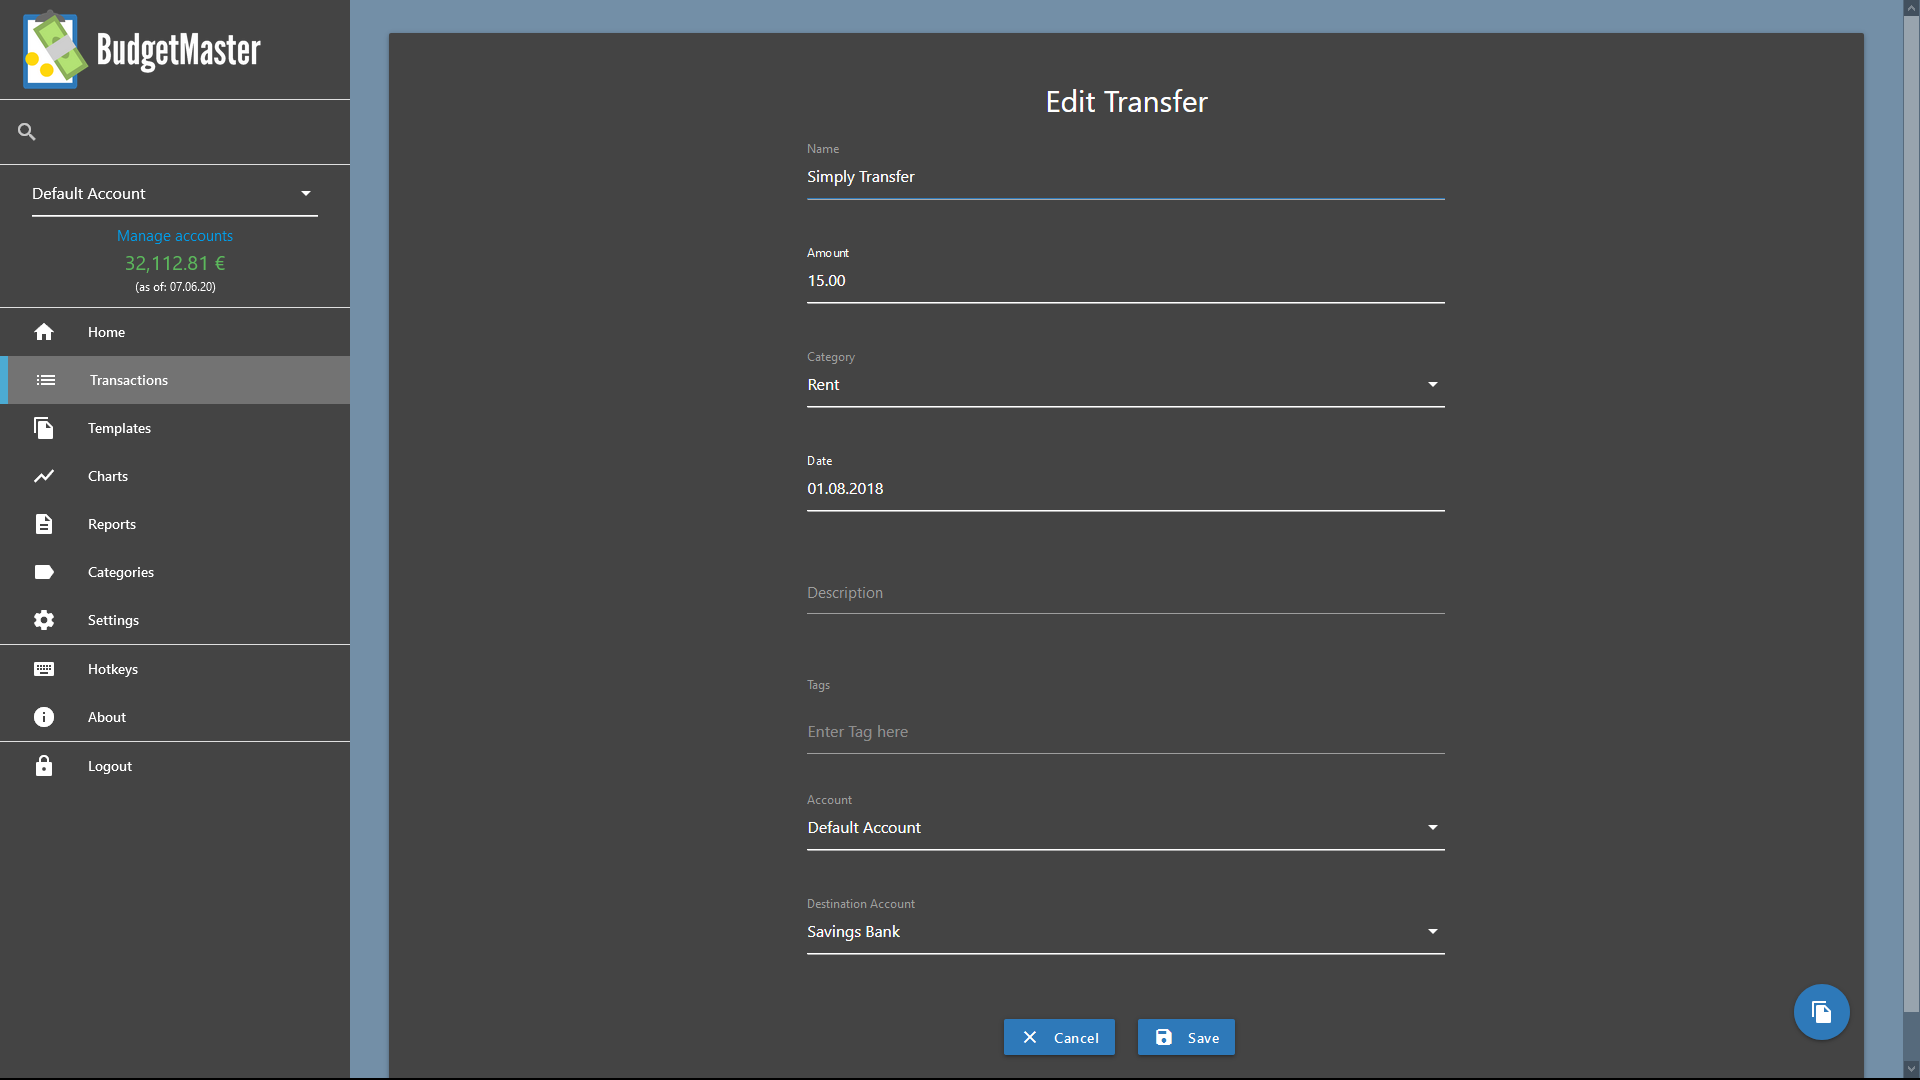 BudgetMaster
Default Account
Manage accounts
32,112.81 €
(as of: 07.06.20)
Home
Transactions
Templates
Charts
Reports
Categories
Settings
Hotkeys
About
Logout
Edit Transfer
Name
Simply Transfer
Amount
15.00
Category
Rent
Date
01.08.2018
Description
Tags
Enter Tag here
Account
Default Account
Destination Account
Savings Bank
Cancel
Save